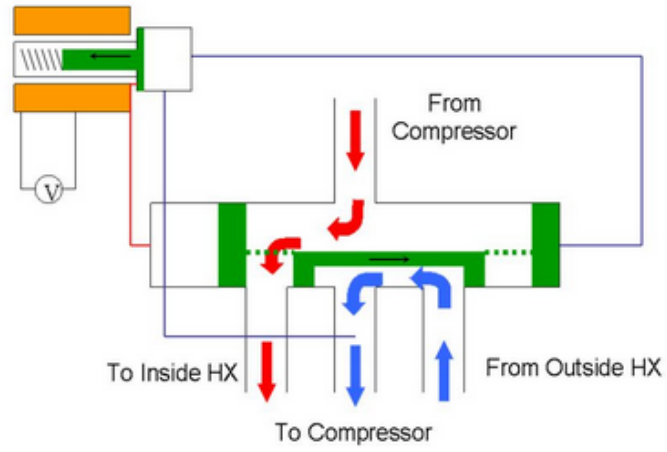 From
Compressor
V
To Inside HX
From Outside HX
To Compressor